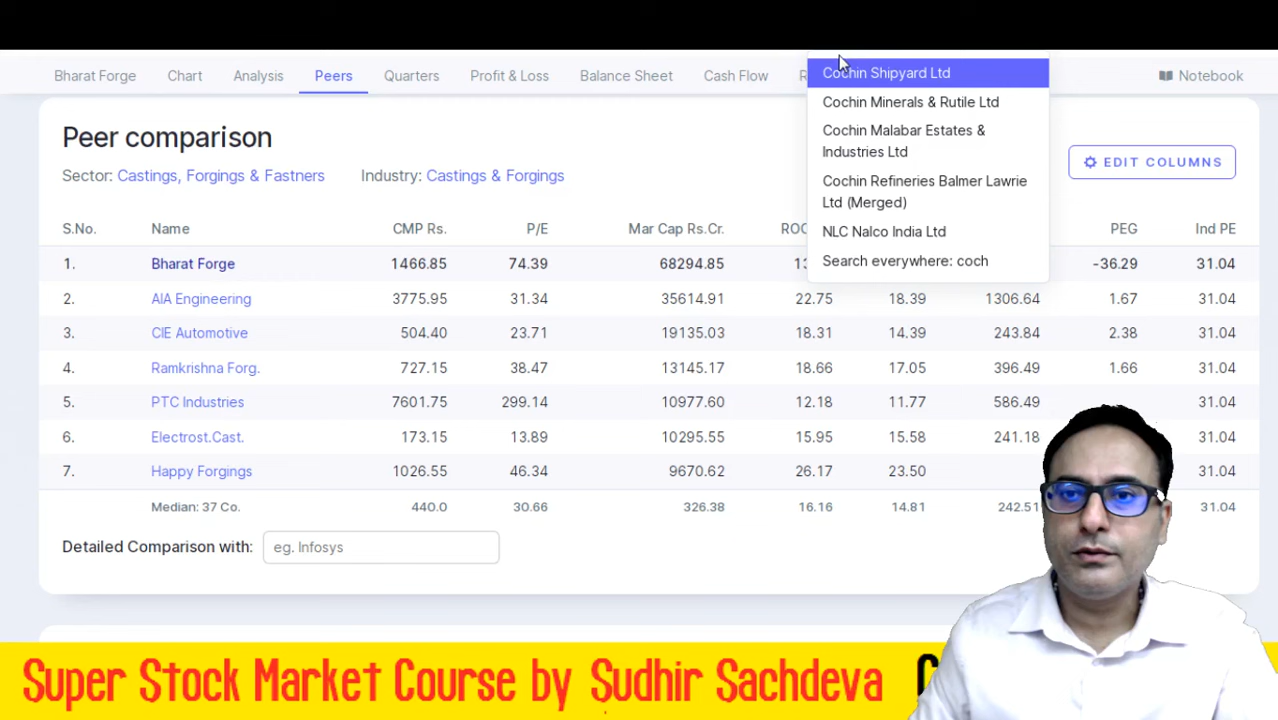 Bharat Forge Chart Analysis Peers Quarters Profit & Loss Balance Sheet Cash Flow Notebook
Cochin Shipyard Ltd
Cochin Minerals & Rutile Ltd
Cochin Malabar Estates &
Industries Ltd
Cochin Refineries Balmer Lawrie
Ltd (Merged)
NLC Nalco India Ltd
Search everywhere: coch
Peer comparison
Sector: Castings, Forgings & Fastners Industry: Castings & Forgings
EDIT COLUMNS
S.No. Name CMP Rs. P/E Mar Cap Rs.Cr. PEG Ind PE
1. Bharat Forge 1466.85 74.39 68294.85 -36.29 31.04
2. AIA Engineering 3775.95 31.34 35614.91 22.75 18.39 1306.64 1.67 31.04
3. CIE Automotive 504.40 23.71 19135.03 18.31 14.39 243.84 2.38 31.04
4. Ramkrishna Forg. 727.15 38.47 13145.17 18.66 17.05 396.49 1.66 31.04
5. PTC Industries 7601.75 299.14 10977.60 12.18 11.77 586.49 31.04
6. Electrost.Cast. 173.15 13.89 10295.55 15.95 15.58 241.18 31.04
7. Happy Forgings 1026.55 46.34 9670.62 26.17 23.50 31.04
Median: 37 Co. 440.0 30.66 326.38 16.16 14.81 242.51 31.04
Detailed Comparison with: eg. Infosys
Super Stock Market Course by Sudhir Sachdeva